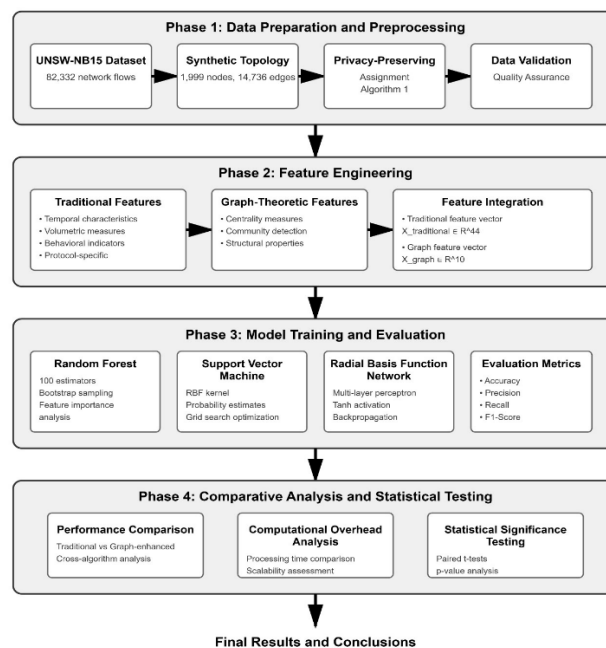 Phase 1: Data Preparation and Preprocessing
UNSW-NB15 Dataset
82,332 network flows
Synthetic Topology
1,999 nodes, 14,736 edges
Privacy-Preserving
Assignment
Algorithm 1
Data Validation
Quality Assurance
Phase 2: Feature Engineering
Traditional Features
• Temporal characteristics
• Volumetric measures
• Behavioral indicators
• Protocol-specific
Graph-Theoretic Features
• Centrality measures
• Community detection
• Structural properties
Feature Integration
• Traditional feature vector
X_traditional ∈ R^44
• Graph feature vector
X_graph ∈ R^10
Phase 3: Model Training and Evaluation
Random Forest
100 estimators
Bootstrap sampling
Feature importance
analysis
Support Vector
Machine
RBF kernel
Probability estimates
Grid search optimization
Radial Basis Function
Network
Multi-layer perceptron
Tanh activation
Backpropagation
Evaluation Metrics
• Accuracy
• Precision
• Recall
• F1-Score
Phase 4: Comparative Analysis and Statistical Testing
Performance Comparison
Traditional vs Graph-enhanced
Cross-algorithm analysis
Computational Overhead
Analysis
Processing time comparison
Scalability assessment
Statistical Significance
Testing
Paired t-tests
p-value analysis
Final Results and Conclusions